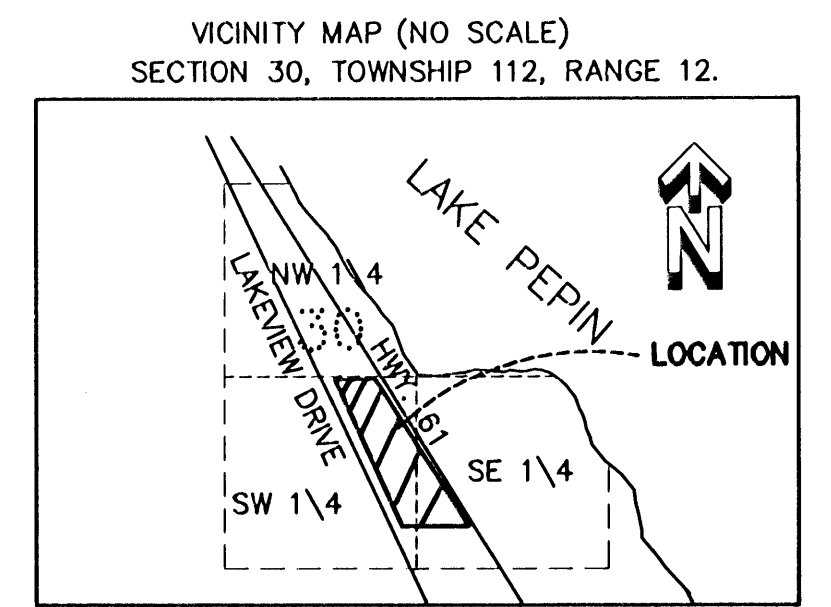 VICINITY MAP (NO SCALE)
SECTION 30, TOWNSHIP 112, RANGE 12.
LAKE PEPIN
N
NW 1\4
LAKEVIEW DRIVE
30
HWY. 61
LOCATION
SE 1\4
SW 1\4